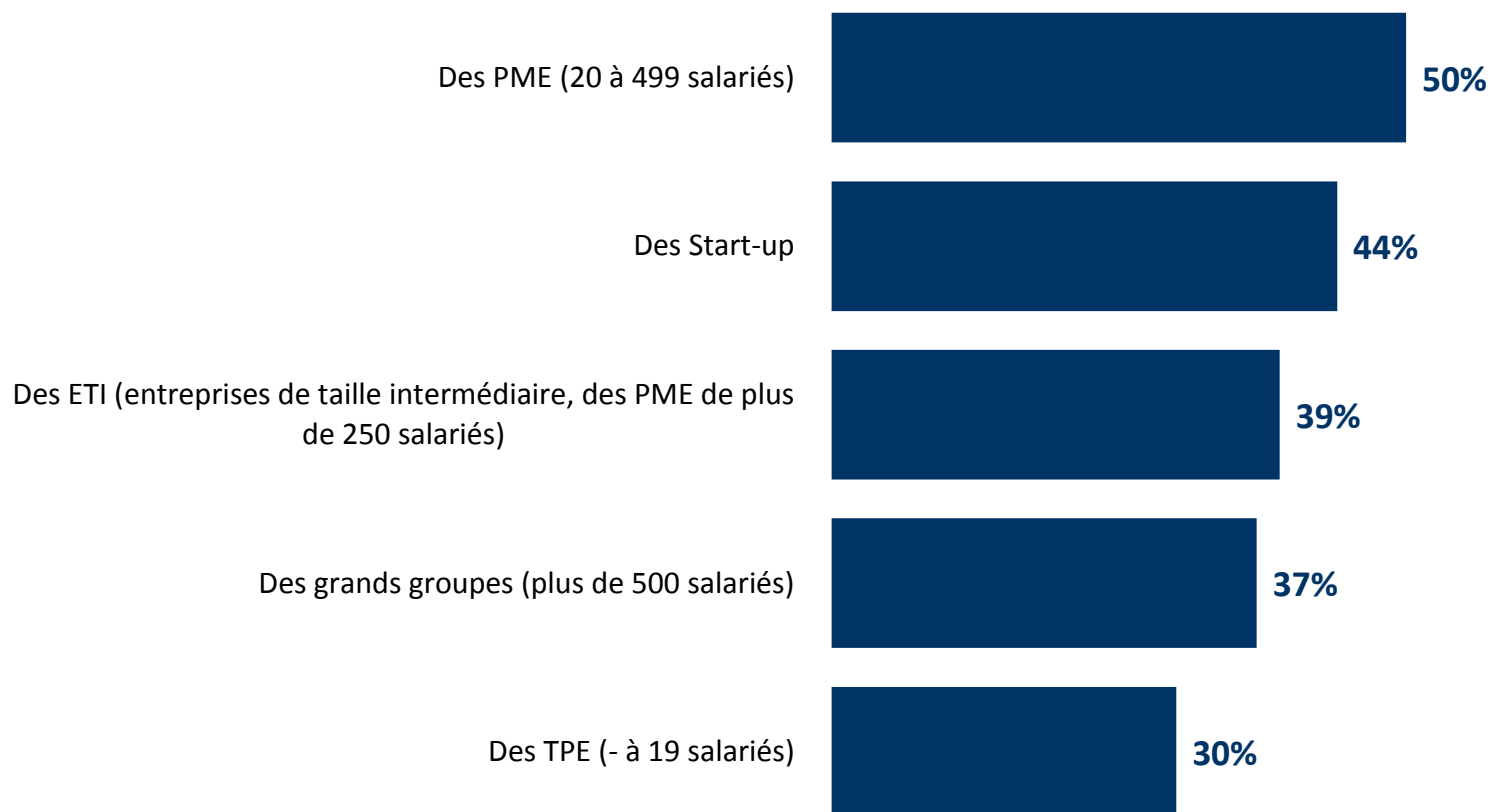 Des PME (20 à 499 salariés)
50%
Des Start-up
44%
Des ETI (entreprises de taille intermédiaire, des PME de plus
de 250 salariés)
39%
Des grands groupes (plus de 500 salariés)
37%
Des TPE (- à 19 salariés)
30%